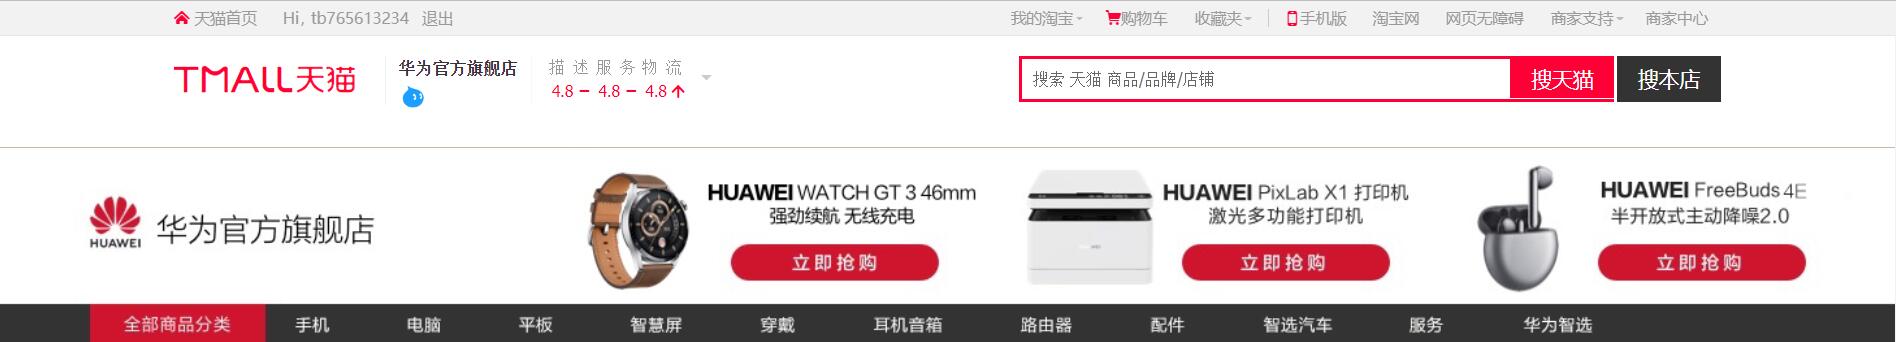 天猫首页 Hi, tb765613234 退出 我的淘宝 购物车 收藏夹 手机版 淘宝网 网页无障碍 商家支持 商家中心
TMALL天猫 华为官方旗舰店 描述 服务 物流 搜索 天猫 商品/品牌/店铺 搜天猫 搜本店
4.8 4.8 4.8
HUAWEI
华为官方旗舰店
HUAWEI WATCH GT 3 46mm
强劲续航 无线充电
立即抢购
HUAWEI PixLab X1 打印机
激光多功能打印机
立即抢购
HUAWEI FreeBuds 4E
半开放式主动降噪2.0
立即抢购
全部商品分类 手机 电脑 平板 智慧屏 穿戴 耳机音箱 路由器 配件 智选汽车 服务 华为智选